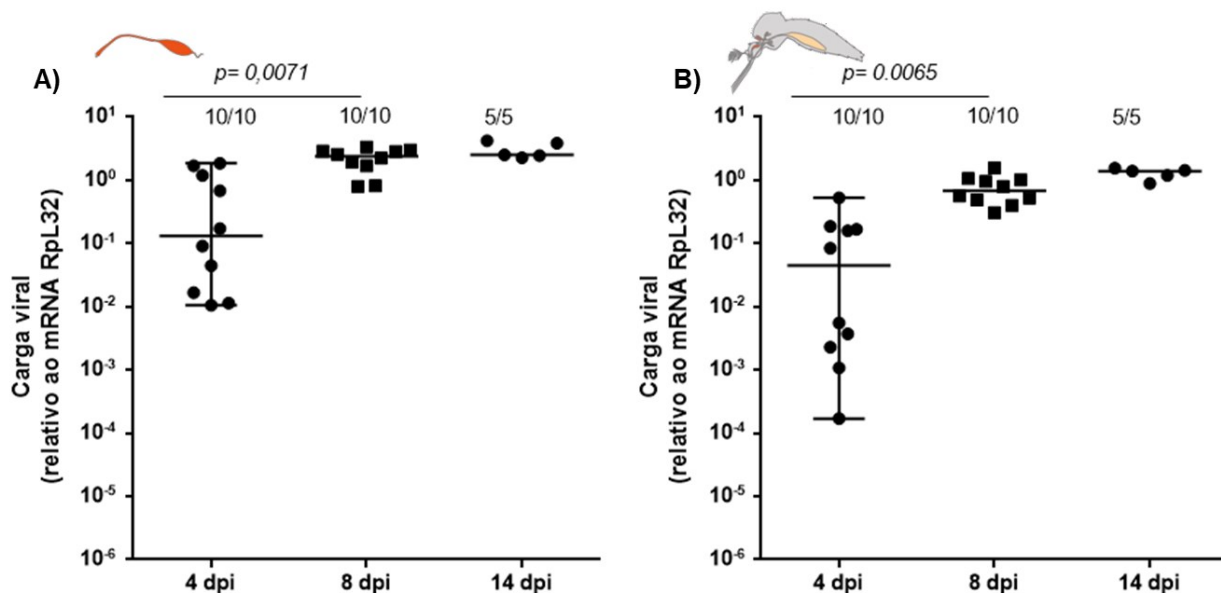 A)
p= 0,0071
10/10
10/10
5/5
Carga viral
(relativo ao mRNA RpL32)
10¹
10⁰
10⁻¹
10⁻²
10⁻³
10⁻⁴
10⁻⁵
10⁻⁶
4 dpi
8 dpi
14 dpi
B)
p= 0.0065
10/10
10/10
5/5
Carga viral
(relativo ao mRNA RpL32)
10¹
10⁰
10⁻¹
10⁻²
10⁻³
10⁻⁴
10⁻⁵
10⁻⁶
4 dpi
8 dpi
14 dpi